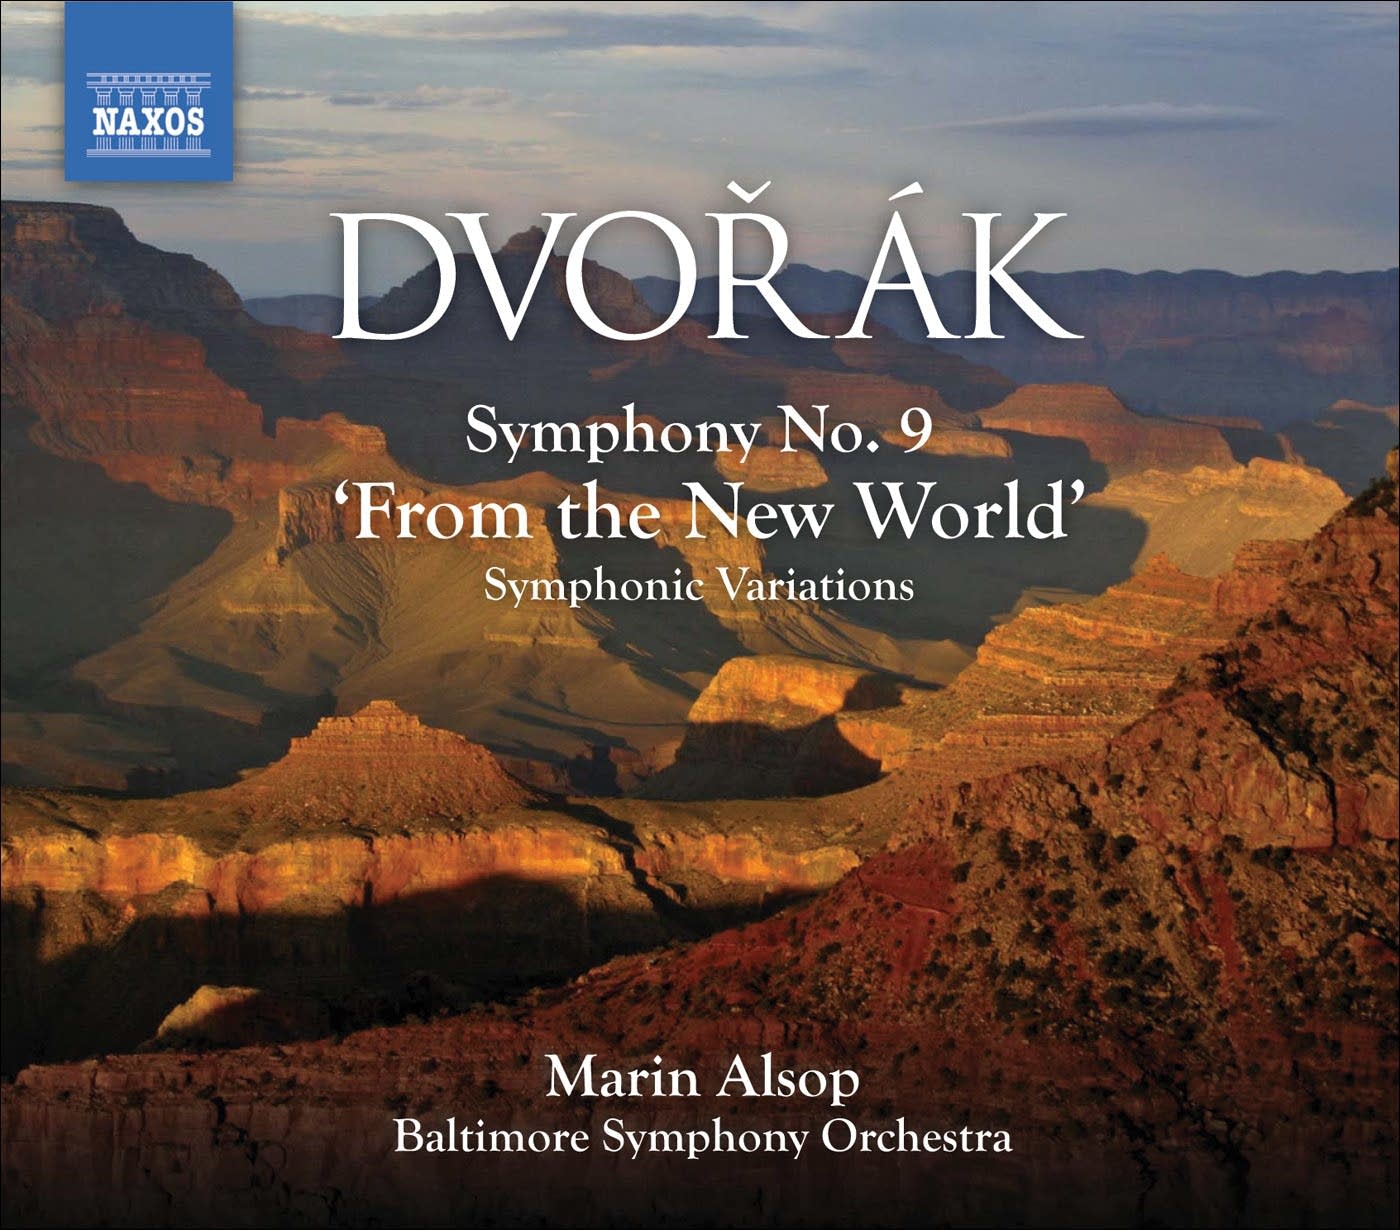 NAXOS
DVOŘÁK
Symphony No. 9
‘From the New World’
Symphonic Variations
Marin Alsop
Baltimore Symphony Orchestra